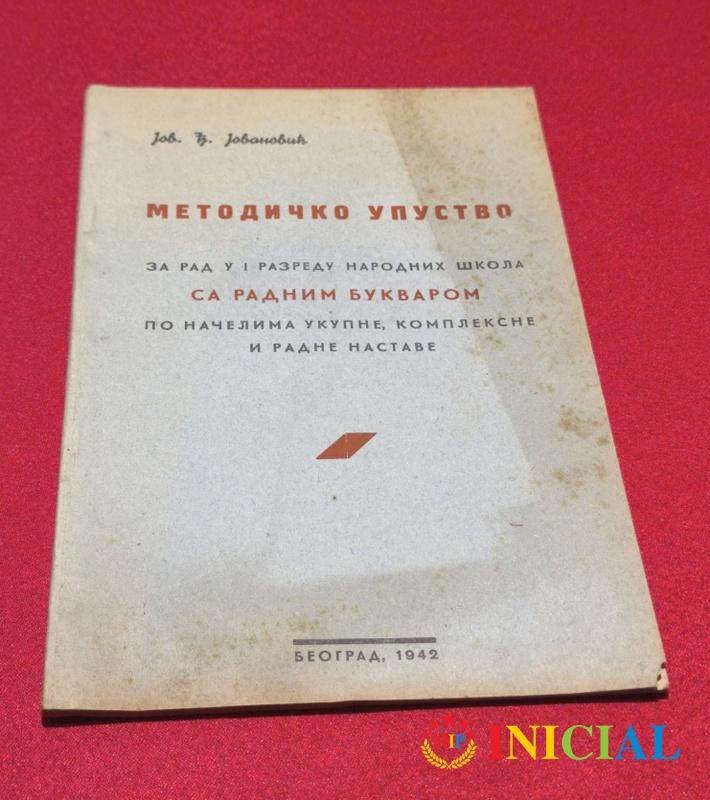 Јов. Ђ. Јовановић
МЕТОДИЧКО УПУСТВО
ЗА РАД У I РАЗРЕДУ НАРОДНИХ ШКОЛА
СА РАДНИМ БУКВАРОМ
ПО НАЧЕЛИМА УКУПНЕ, КОМПЛЕКСНЕ
И РАДНЕ НАСТАВЕ
БЕОГРАД, 1942
IP INICIAL